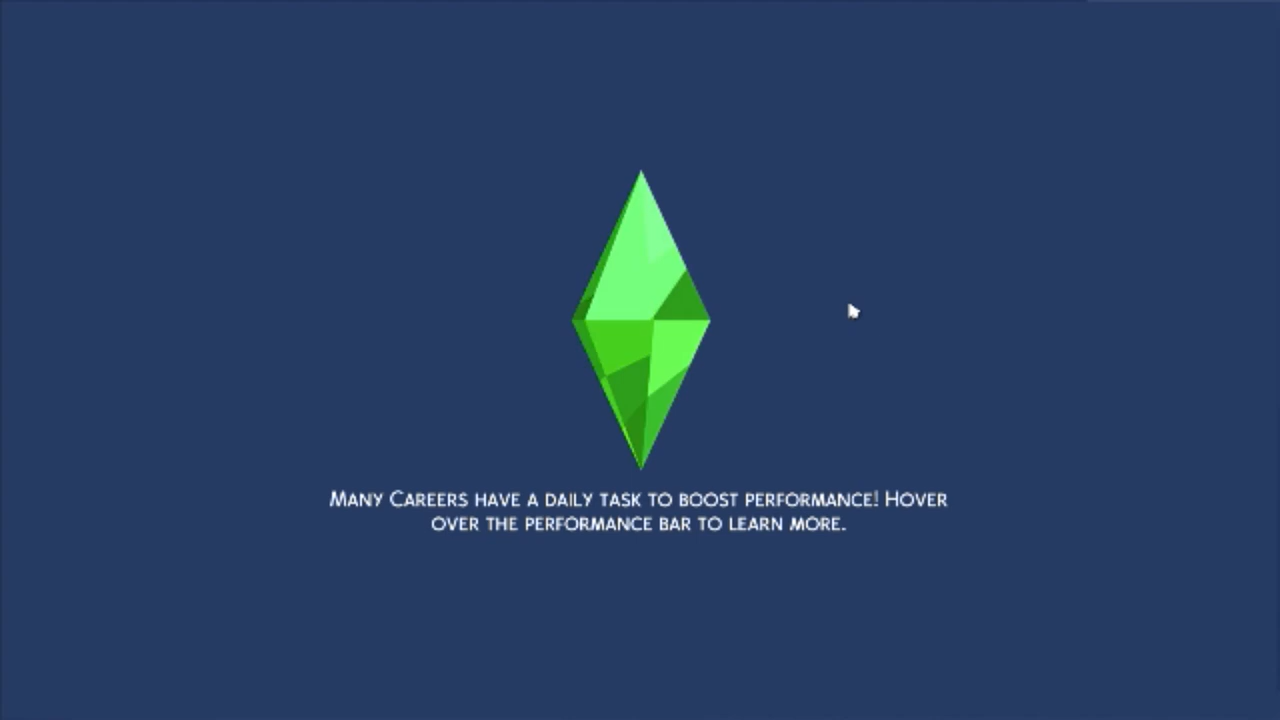 Many Careers have a daily task to boost performance! Hover
over the performance bar to learn more.